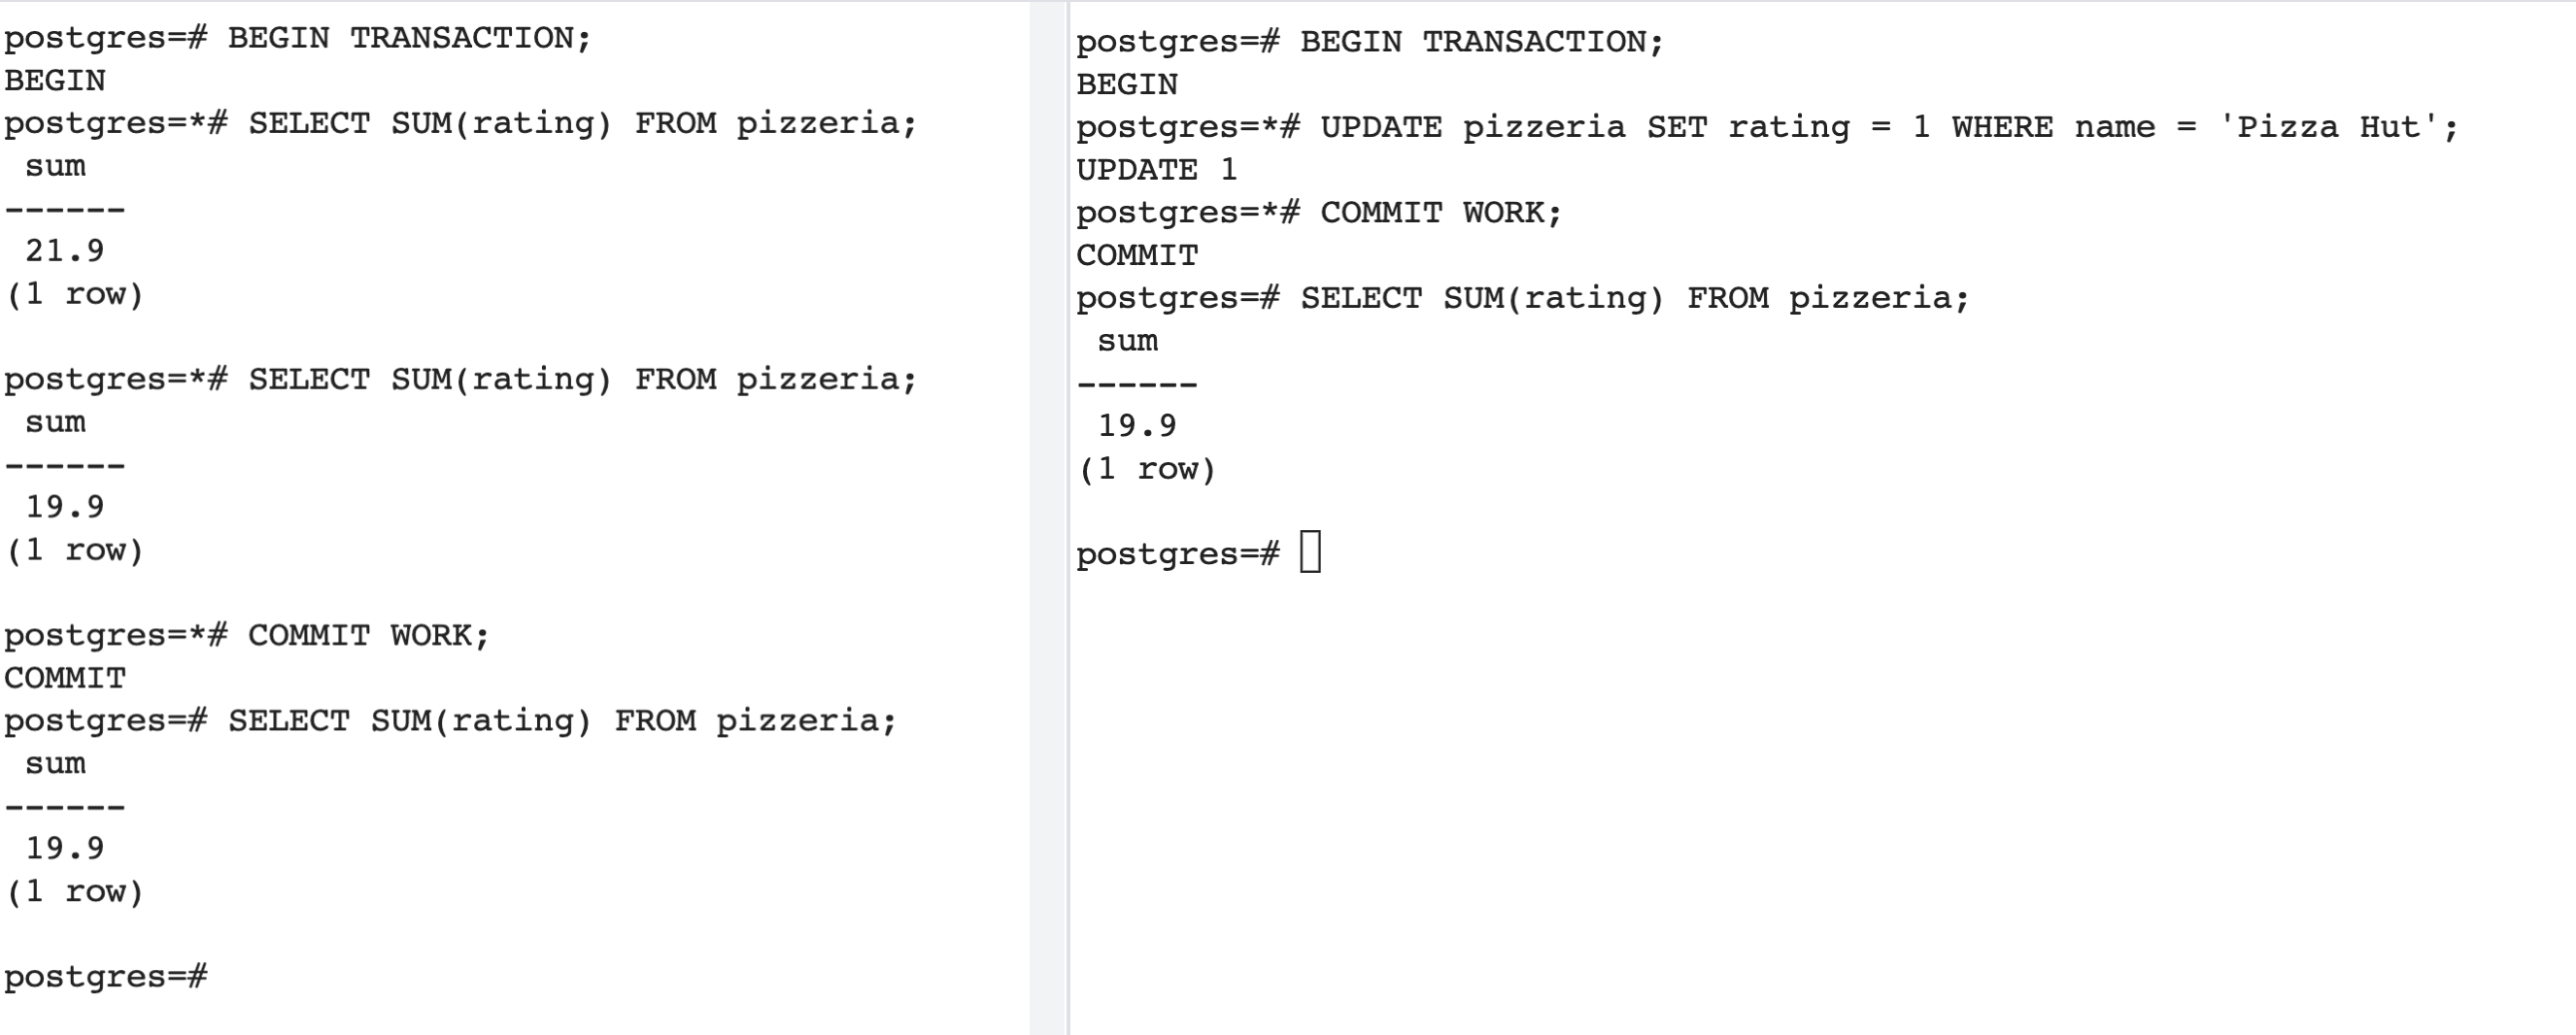 postgres=# BEGIN TRANSACTION;
BEGIN
postgres=*# SELECT SUM(rating) FROM pizzeria;
 sum
------
 21.9
(1 row)

postgres=*# SELECT SUM(rating) FROM pizzeria;
 sum
------
 19.9
(1 row)

postgres=*# COMMIT WORK;
COMMIT
postgres=# SELECT SUM(rating) FROM pizzeria;
 sum
------
 19.9
(1 row)

postgres=#
postgres=# BEGIN TRANSACTION;
BEGIN
postgres=*# UPDATE pizzeria SET rating = 1 WHERE name = 'Pizza Hut';
UPDATE 1
postgres=*# COMMIT WORK;
COMMIT
postgres=# SELECT SUM(rating) FROM pizzeria;
 sum
------
 19.9
(1 row)

postgres=#